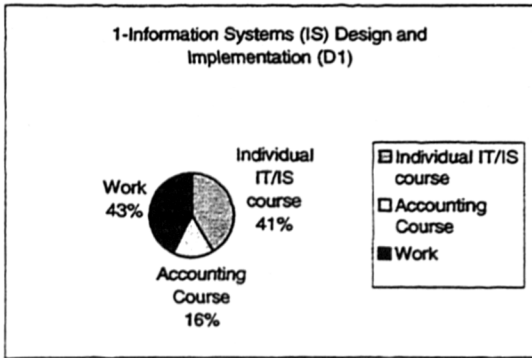 1-Information Systems (IS) Design and
Implementation (D1)
Individual
IT/IS
course
41%
Work
43%
Accounting
Course
16%
Individual IT/IS
course
Accounting
Course
Work